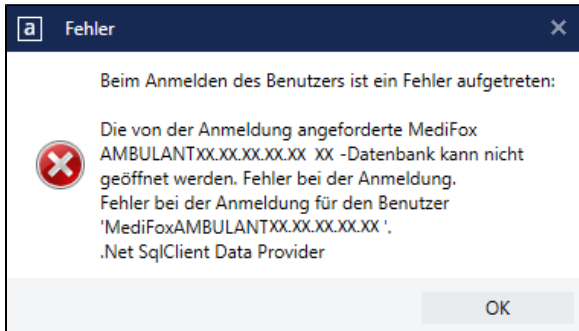 a Fehler
Beim Anmelden des Benutzers ist ein Fehler aufgetreten:
Die von der Anmeldung angeforderte MediFox
AMBULANTXX.XX.XX.XX.XX XX -Datenbank kann nicht
geöffnet werden. Fehler bei der Anmeldung.
Fehler bei der Anmeldung für den Benutzer
'MediFoxAMBULANTXX.XX.XX.XX.XX '.
.Net SqlClient Data Provider
OK